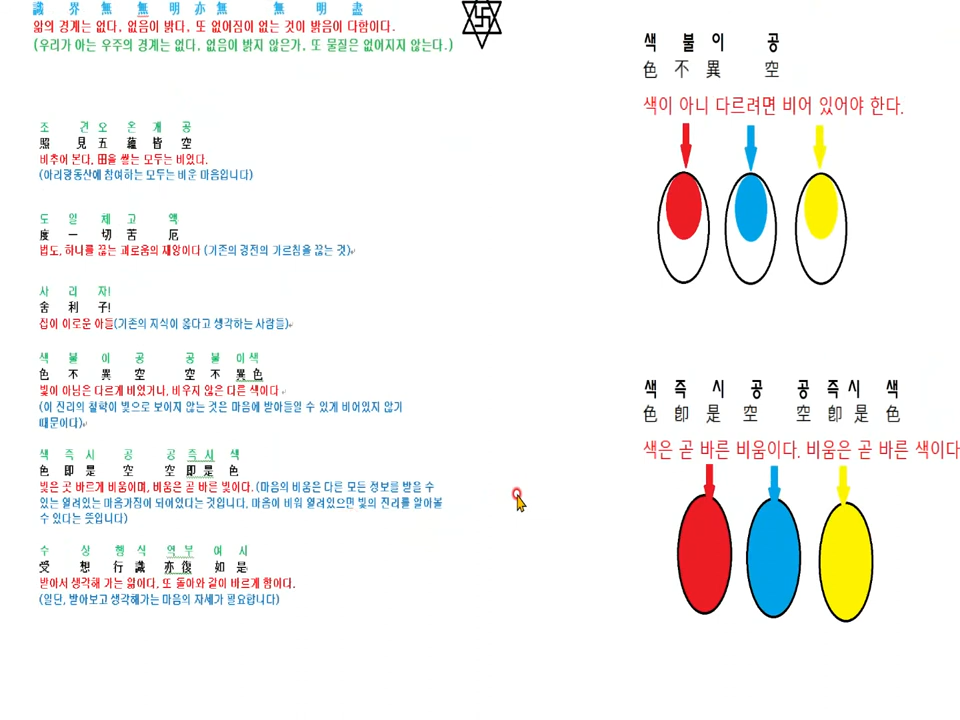 識 界 無 無 明 亦 無 無 明 盡
앎의 경계는 없다. 없음이 밝다. 또 없어짐이 없는 것이 밝음이 다함이다.
(우리가 아는 우주의 경계는 없다. 없음이 밝지 않은가, 또 물질은 없어지지 않는다.)
조 견 오 온 개 공
照 見 五 蘊 皆 空
비추어 본다. 田을 쌓는 모두는 비었다.
(아리랑동산에 참여하는 모두는 비운 마음입니다)
도 일 체 고 액
度 一 切 苦 厄
법도, 하나를 끊는 괴로움의 재앙이다 (기존의 경전의 가르침을 끊는 것)
사 리 자!
舍 利 子!
집이 이로운 아들(기존의 지식이 옳다고 생각하는 사람들)
색 불 이 공 공 불 이 색
色 不 異 空 空 不 異 色
빛이 아님은 다르게 비었거나, 비우지 않은 다른 색이다
(이 진리의 철학이 빛으로 보이지 않는 것은 마음에 받아들일 수 있게 비어있지 않기
때문이다)
색 즉 시 공 공 즉 시 색
色 即 是 空 空 即 是 色
빛은 곳 바르게 비움이며, 비움은 곧 바른 빛이다. (마음의 비움은 다른 모든 정보를 받을 수
있는 열려있는 마음가짐이 되어있다는 것입니다, 마음이 비워 열려있으면 빛의 진리를 알아볼
수 있다는 뜻입니다)
수 상 행 식 역 부 여 시
受 想 行 識 亦 復 如 是
받아서 생각해 가는 앎이다. 또 돌아와 같이 바르게 함이다.
(일단, 받아보고 생각해가는 마음의 자세가 필요합니다)
색 불 이 공
色 不 異 空
색이 아니 다르려면 비어 있어야 한다.
색 즉 시 공 공 즉 시 색
色 卽 是 空 空 卽 是 色
색은 곧 바른 비움이다. 비움은 곧 바른 색이다